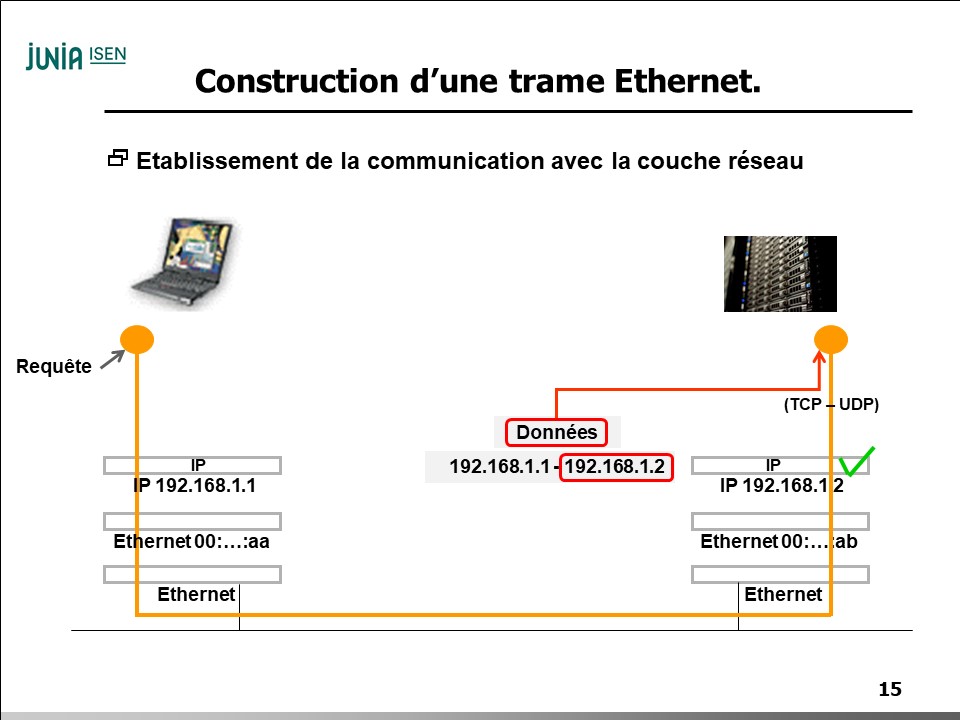 JUNIA ISEN
Construction d’une trame Ethernet.
Etablissement de la communication avec la couche réseau
Requête
(TCP – UDP)
Données
IP
192.168.1.1 - 192.168.1.2
IP
IP 192.168.1.1
IP 192.168.1.2
Ethernet 00:…:aa
Ethernet 00:…:ab
Ethernet
Ethernet
15